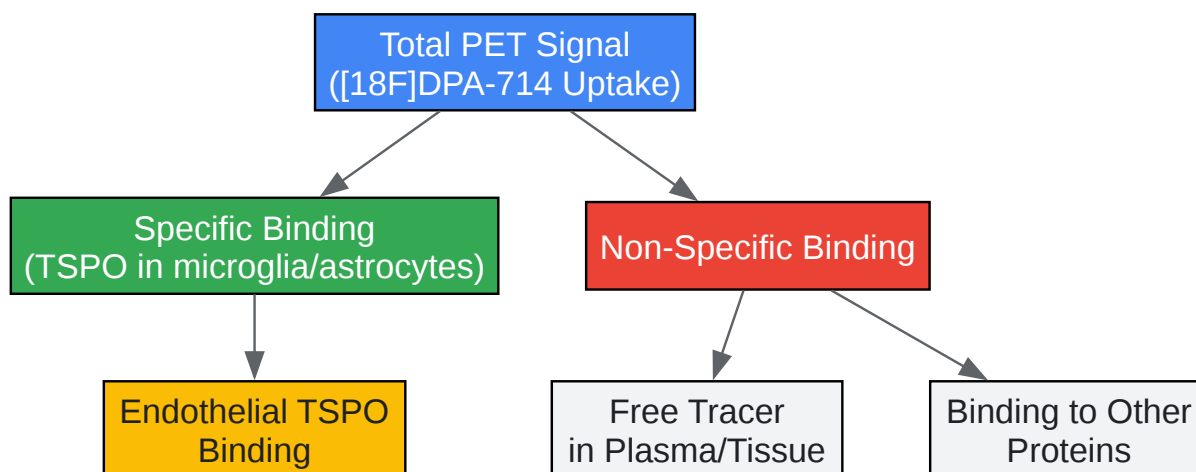 Total PET Signal
([18F]DPA-714 Uptake)
Specific Binding
(TSPO in microglia/astrocytes)
Non-Specific Binding
Endothelial TSPO
Binding
Free Tracer
in Plasma/Tissue
Binding to Other
Proteins